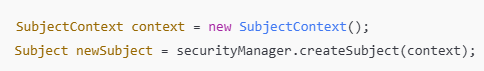 SubjectContext context = new SubjectContext();
Subject newSubject = securityManager.createSubject(context);